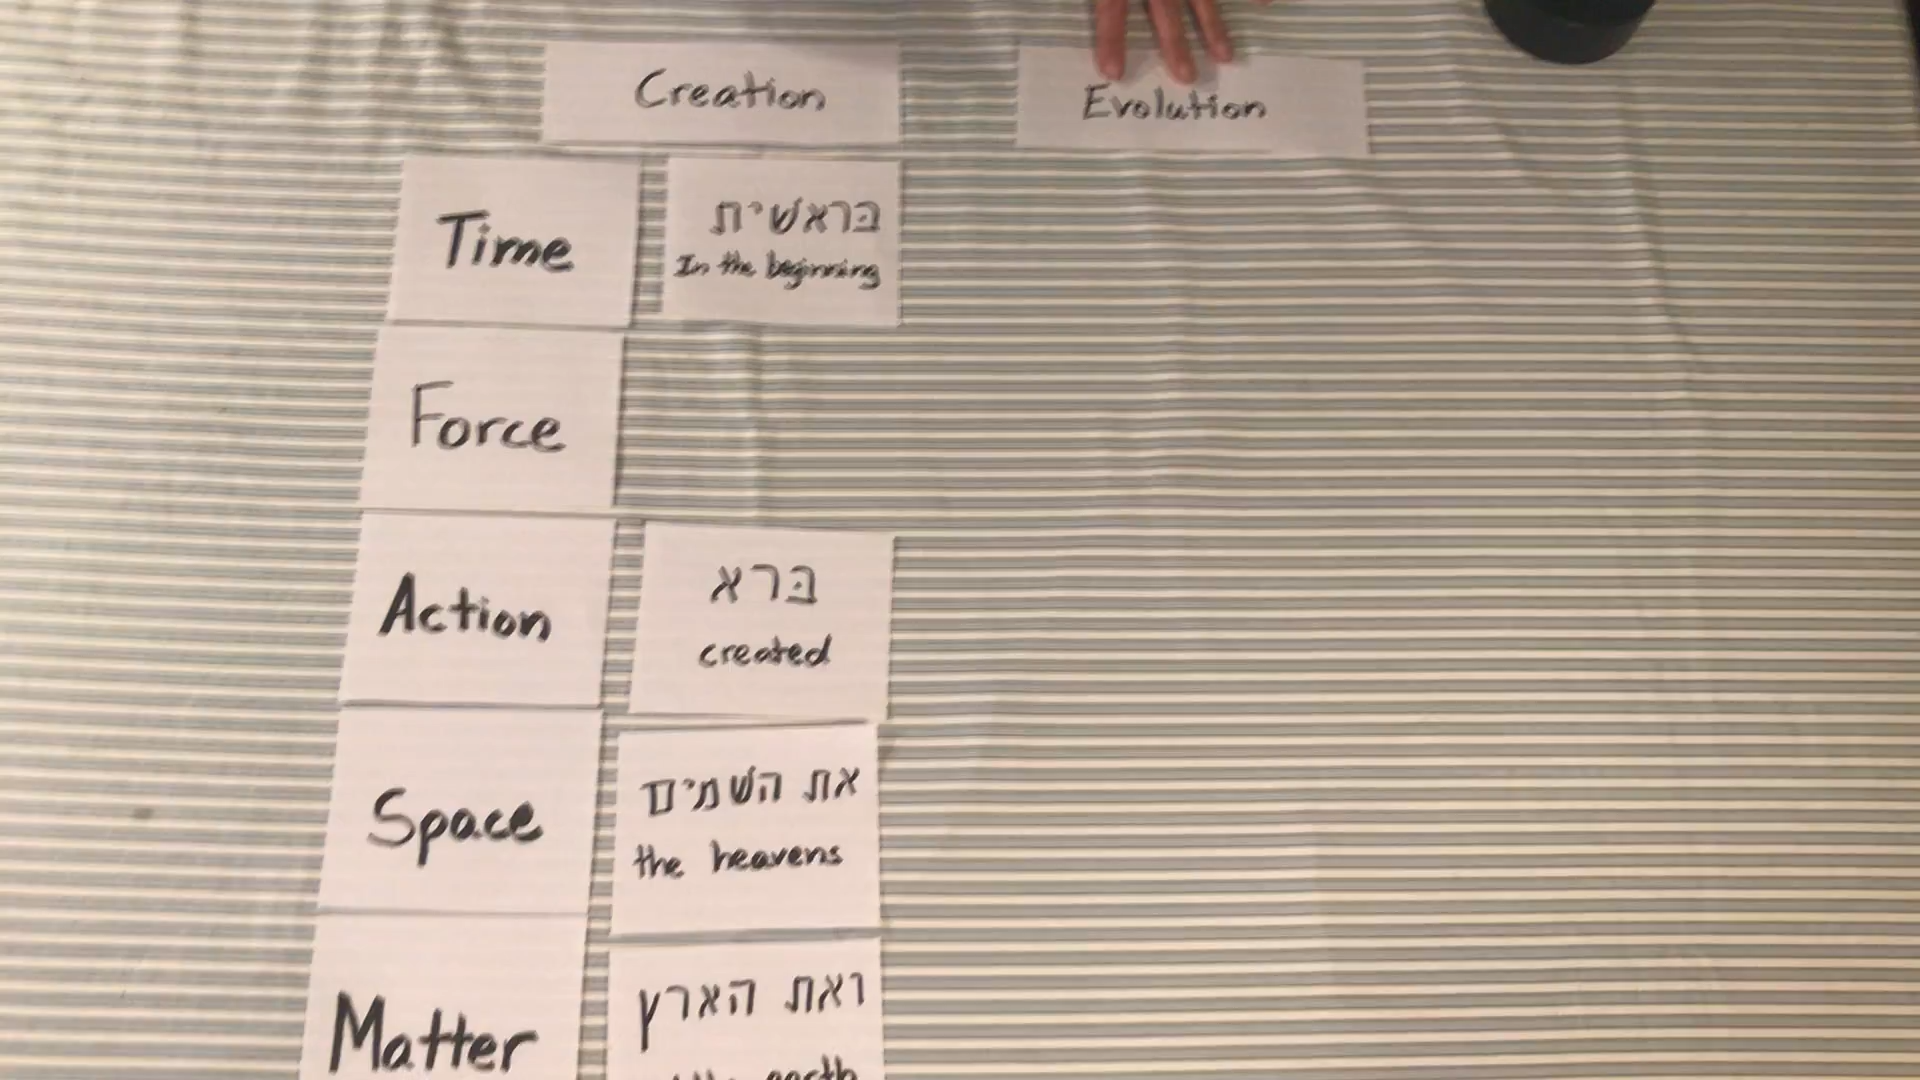 Creation
Evolution
Time
בראשית
In the beginning
Force
Action
ברא
created
Space
את השמים
the heavens
Matter
ואת הארץ
earth